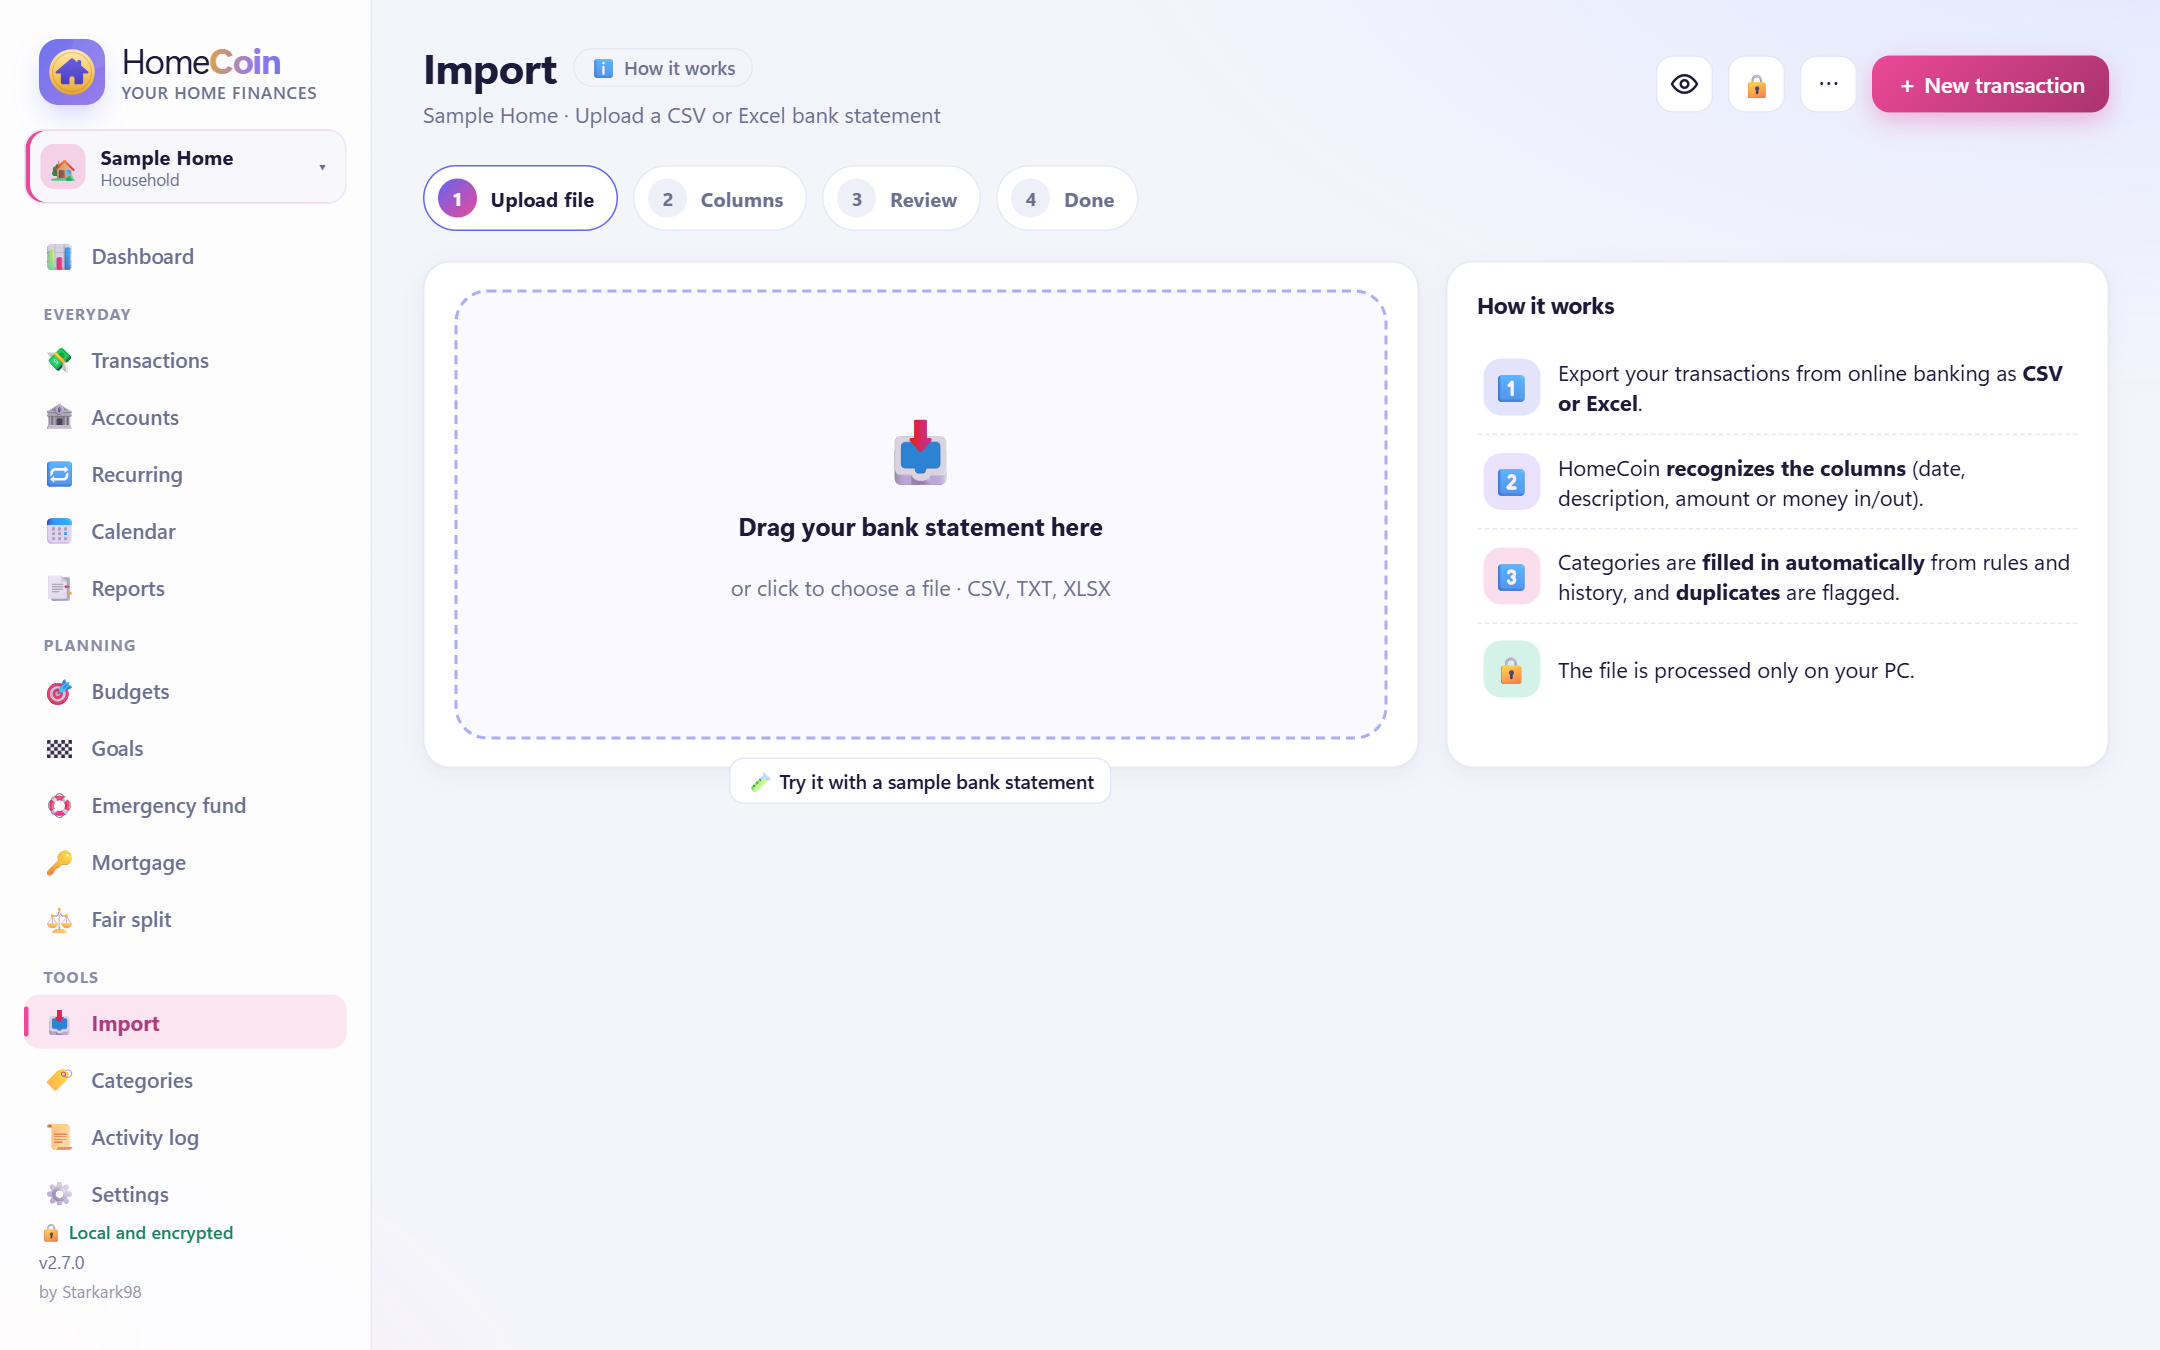 HomeCoin
YOUR HOME FINANCES
Sample Home
Household
Dashboard
EVERYDAY
Transactions
Accounts
Recurring
Calendar
Reports
PLANNING
Budgets
Goals
Emergency fund
Mortgage
Fair split
TOOLS
Import
Categories
Activity log
Settings
Local and encrypted
v2.7.0
by Starkark98
Import
How it works
Sample Home · Upload a CSV or Excel bank statement
+ New transaction
1 Upload file
2 Columns
3 Review
4 Done
Drag your bank statement here
or click to choose a file · CSV, TXT, XLSX
Try it with a sample bank statement
How it works
1 Export your transactions from online banking as CSV
or Excel.
2 HomeCoin recognizes the columns (date,
description, amount or money in/out).
3 Categories are filled in automatically from rules and
history, and duplicates are flagged.
The file is processed only on your PC.